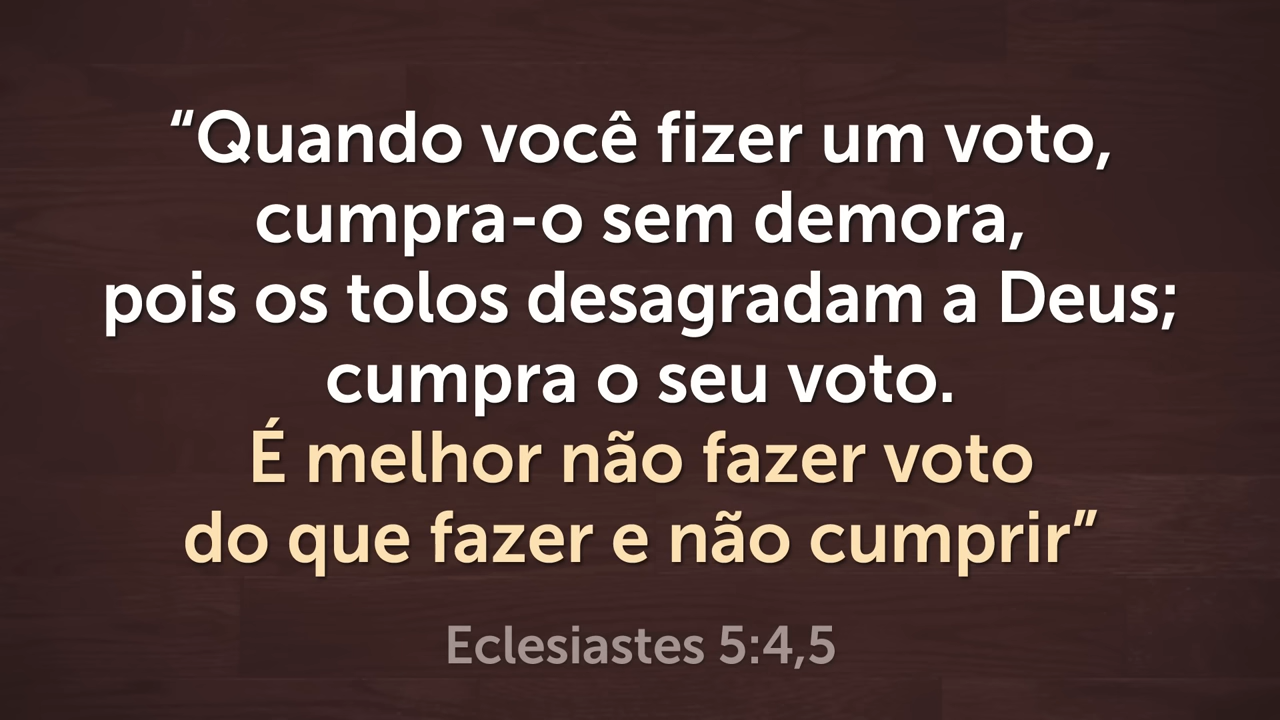 “Quando você fizer um voto,
cumpra-o sem demora,
pois os tolos desagradam a Deus;
cumpra o seu voto.
É melhor não fazer voto
do que fazer e não cumprir”
Eclesiastes 5:4,5